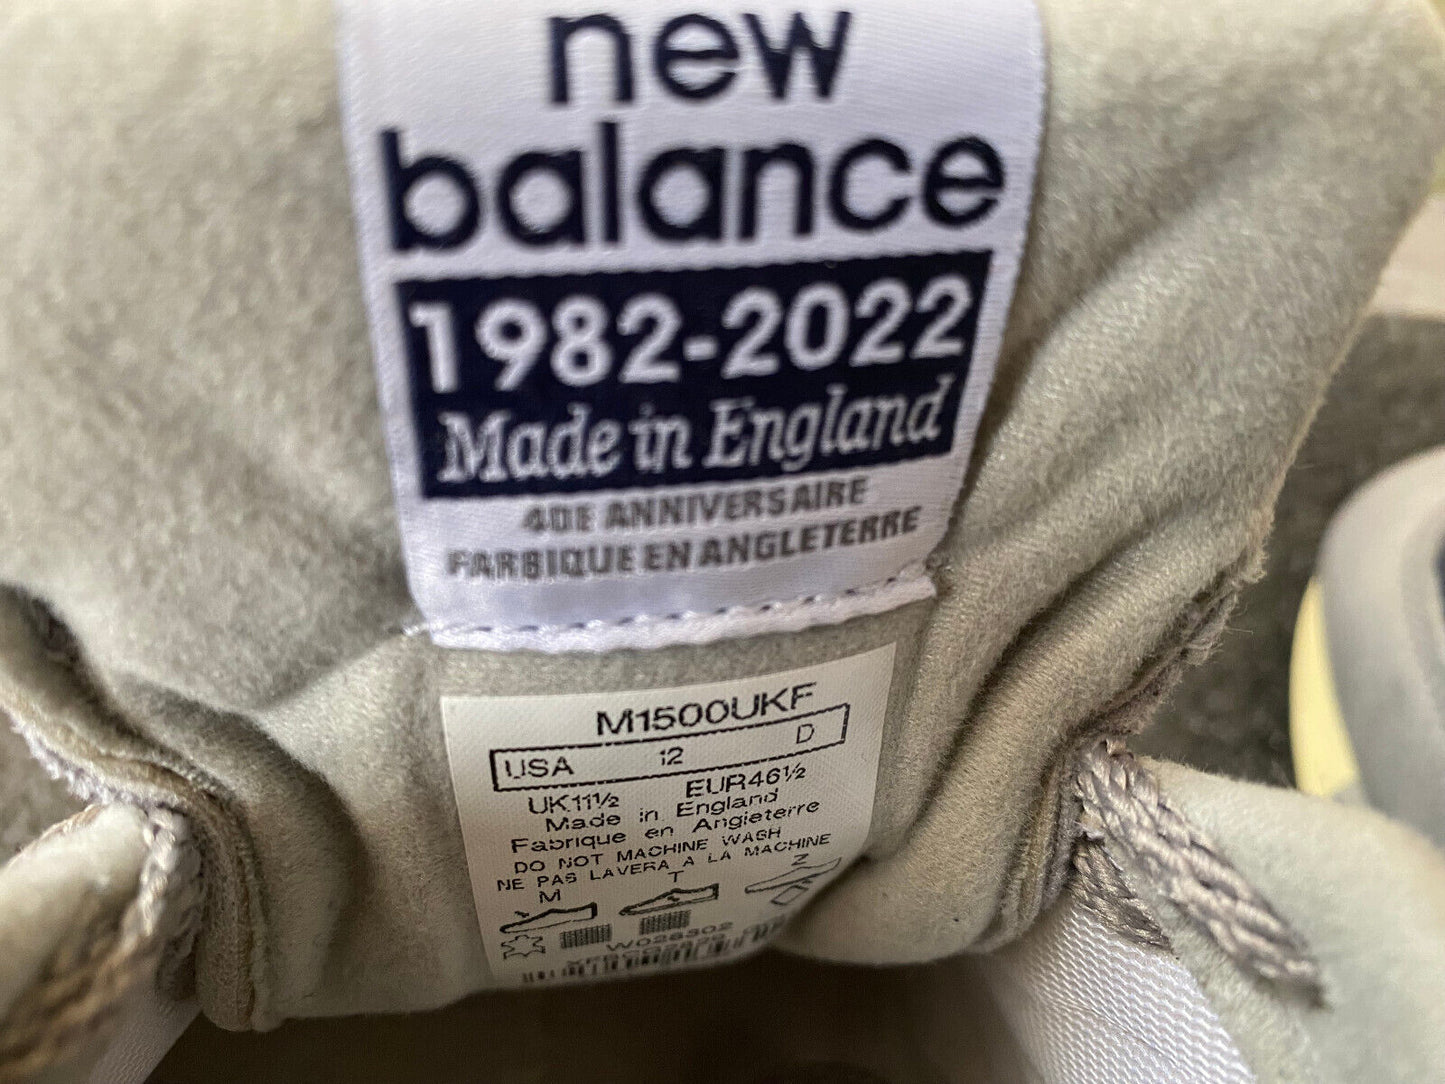 new
balance
1982-2022
Made in England
40E ANNIVERSAIRE
FARBIQUE EN ANGLETERRE
M1500UKF
USA 12 D
UK11½ EUR46½
Made in England
Fabrique en Angleterre
DO NOT MACHINE WASH
NE PAS LAVERA A LA MACHINE
M T Z
W028302